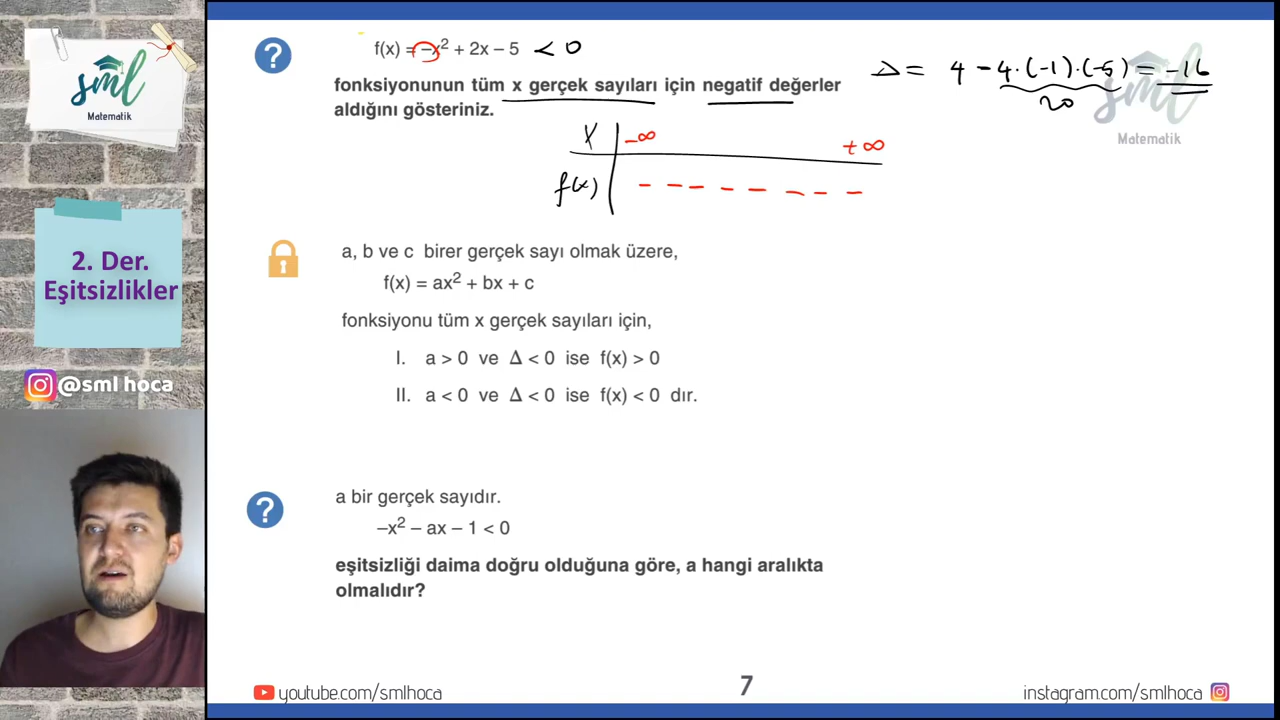 sml
Matematik
2. Der.
Eşitsizlikler
@sml hoca
f(x) = –x² + 2x – 5 < 0
fonksiyonunun tüm x gerçek sayıları için negatif değerler
aldığını gösteriniz.
Δ = 4 – 4·(–1)·(–5) = –16
20
sml
Matematik
x –∞ +∞
f(x) – – – – – – – –
a, b ve c birer gerçek sayı olmak üzere,
f(x) = ax² + bx + c
fonksiyonu tüm x gerçek sayıları için,
I. a > 0 ve Δ < 0 ise f(x) > 0
II. a < 0 ve Δ < 0 ise f(x) < 0 dır.
a bir gerçek sayıdır.
–x² – ax – 1 < 0
eşitsizliği daima doğru olduğuna göre, a hangi aralıkta
olmalıdır?
youtube.com/smlhoca
7
instagram.com/smlhoca